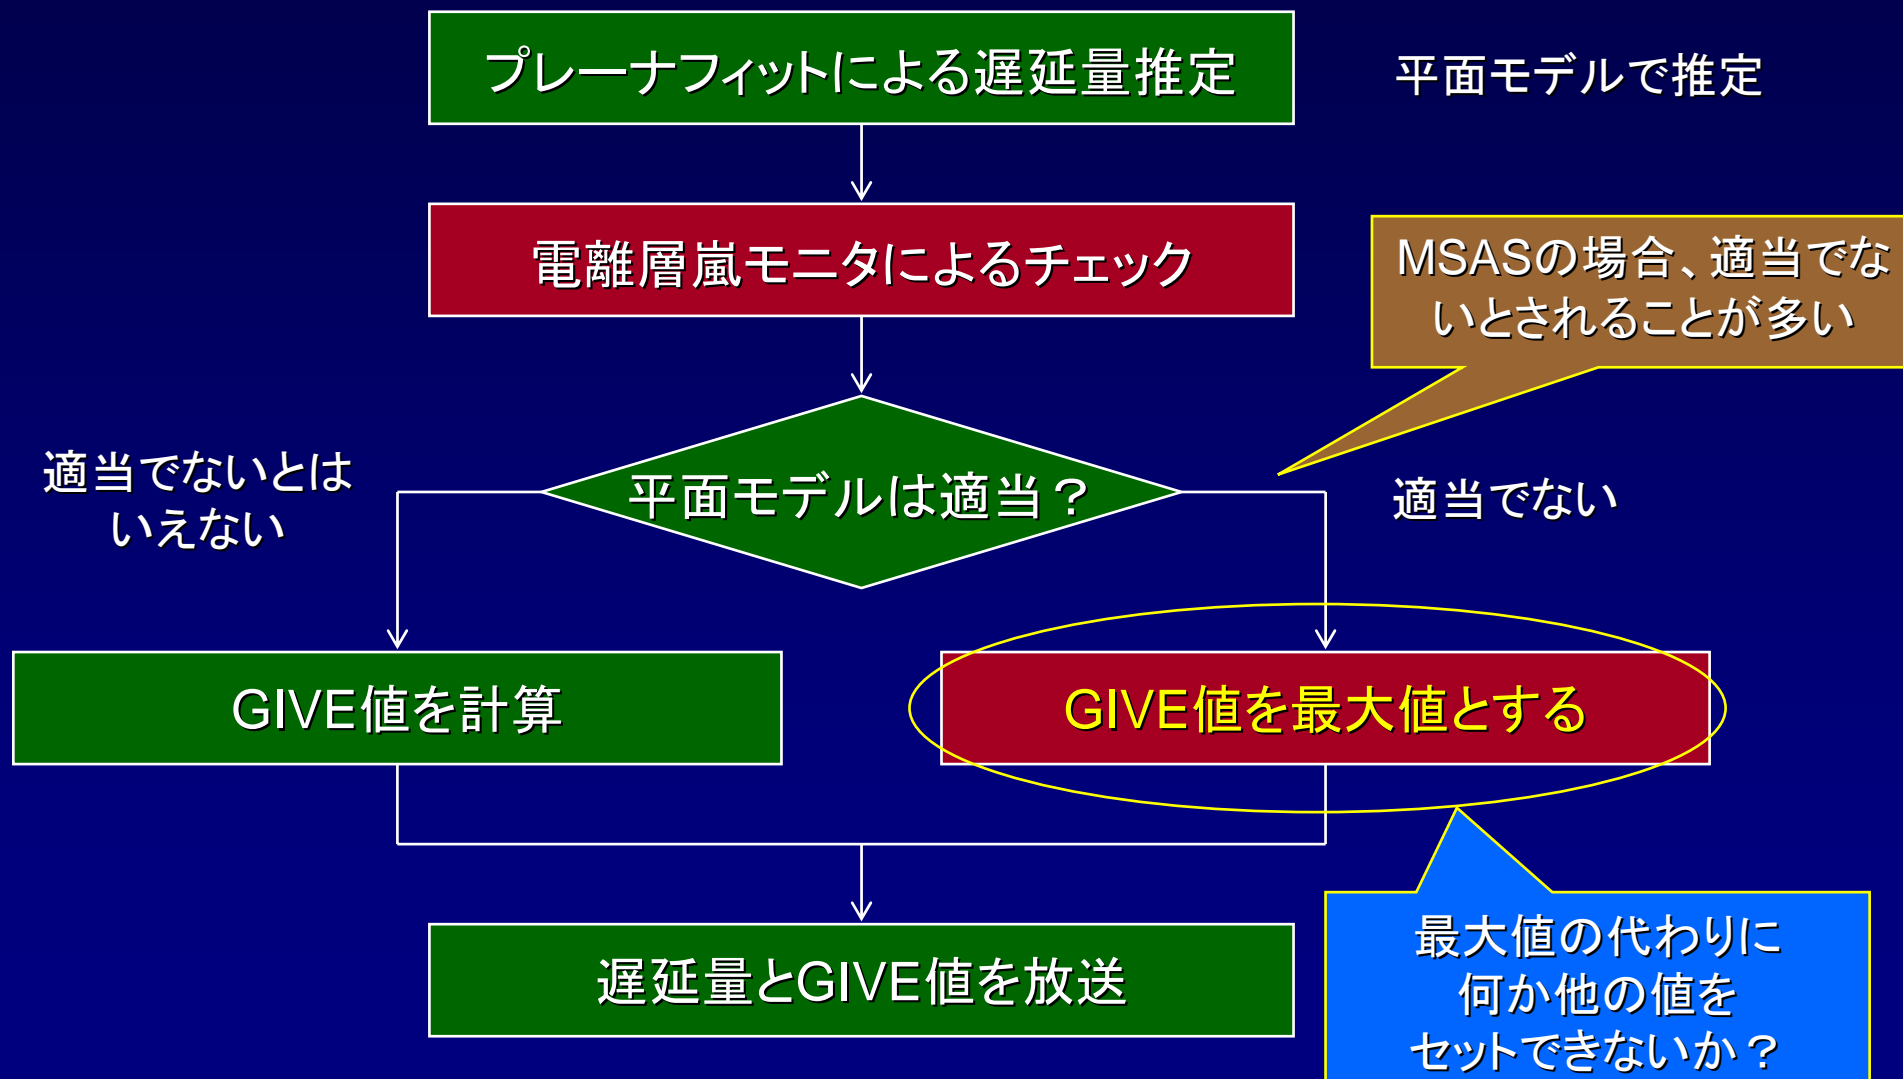 プレーナフィットによる遅延量推定
平面モデルで推定
電離層嵐モニタによるチェック
MSASの場合、適当でな
いとされることが多い
平面モデルは適当？
適当でないとは
いえない
適当でない
GIVE値を計算
GIVE値を最大値とする
遅延量とGIVE値を放送
最大値の代わりに
何か他の値を
セットできないか？